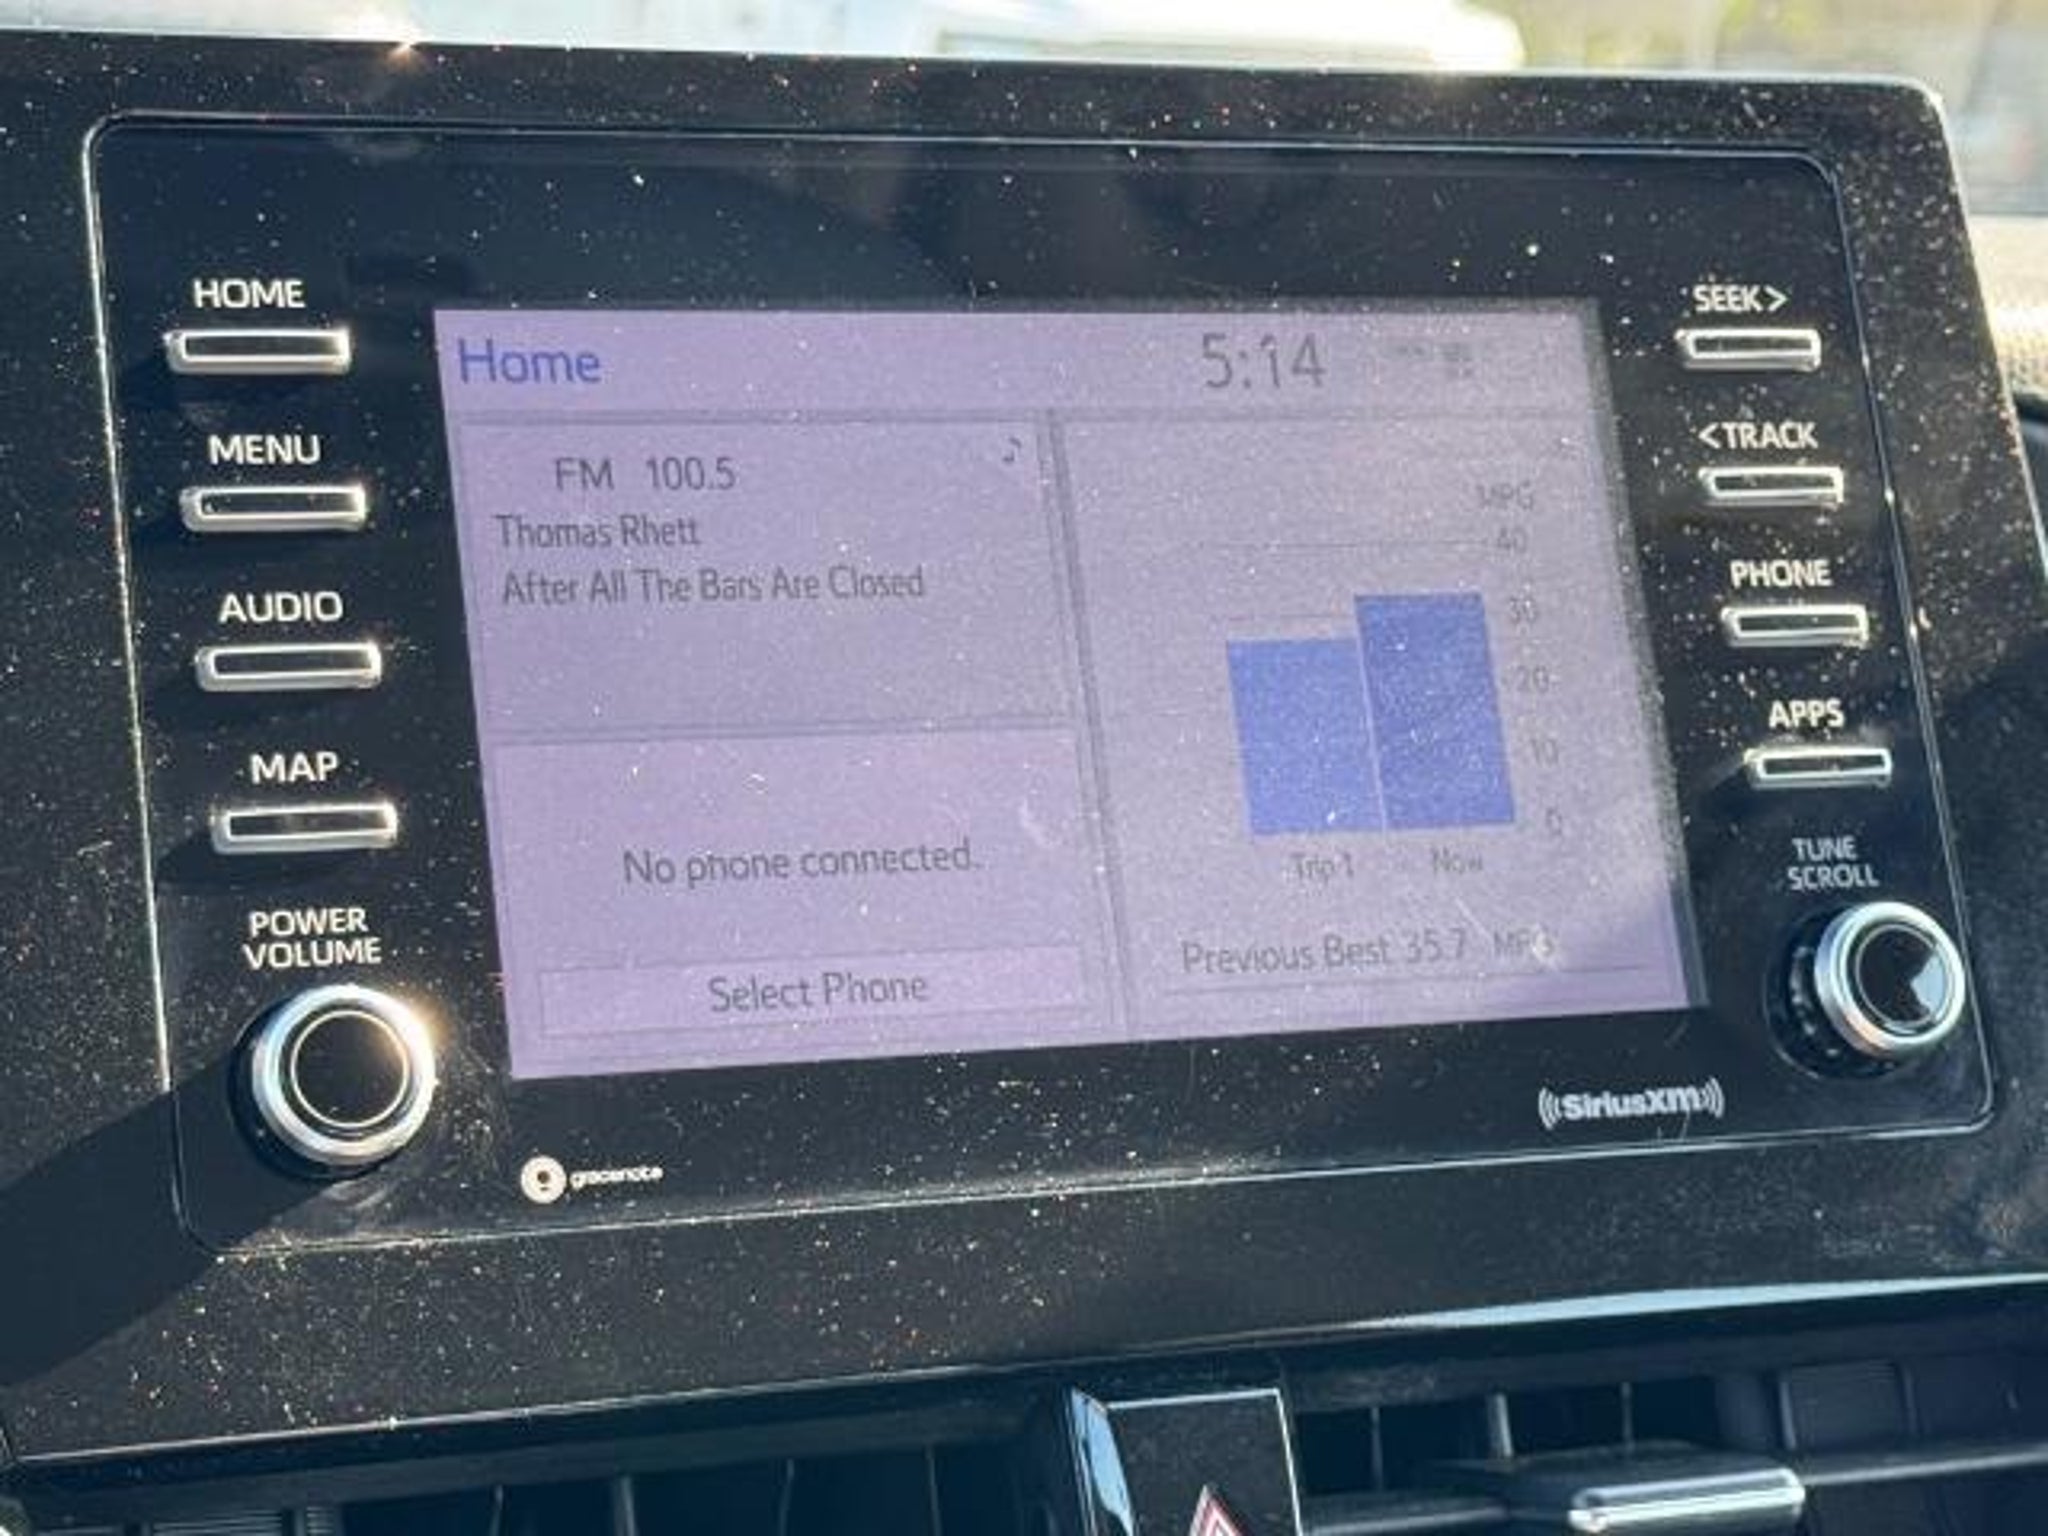 HOME
MENU
AUDIO
MAP
POWER
VOLUME
Home 5:14
FM 100.5
Thomas Rhett
After All The Bars Are Closed
No phone connected.
Select Phone
MPG
40
30
20
10
0
Trip 1 Now
Previous Best 35.7 MPG
SEEK>
<TRACK
PHONE
APPS
TUNE
SCROLL
gracenote
SiriusXM